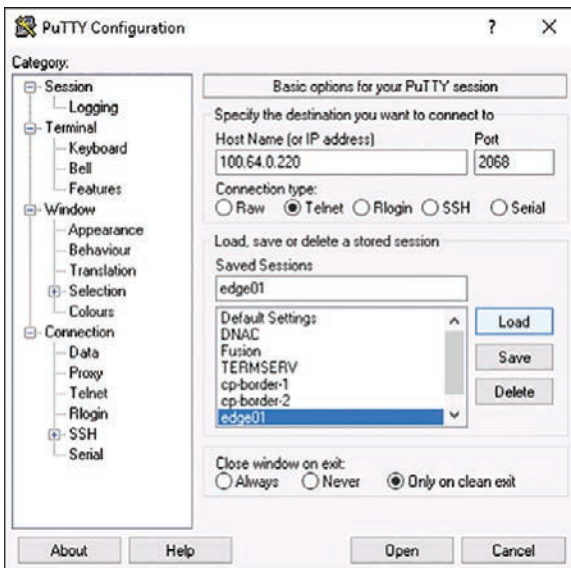 PuTTY Configuration ? ×
Category:
Session
Logging
Terminal
Keyboard
Bell
Features
Window
Appearance
Behaviour
Translation
Selection
Colours
Connection
Data
Proxy
Telnet
Rlogin
SSH
Serial
Basic options for your PuTTY session
Specify the destination you want to connect to
Host Name (or IP address) Port
100.64.0.220 2068
Connection type:
Raw Telnet Rlogin SSH Serial
Load, save or delete a stored session
Saved Sessions
edge01
Default Settings
DNAC
Fusion
TERMSERV
cp-border-1
cp-border-2
edge01
Load
Save
Delete
Close window on exit:
Always Never Only on clean exit
About Help Open Cancel